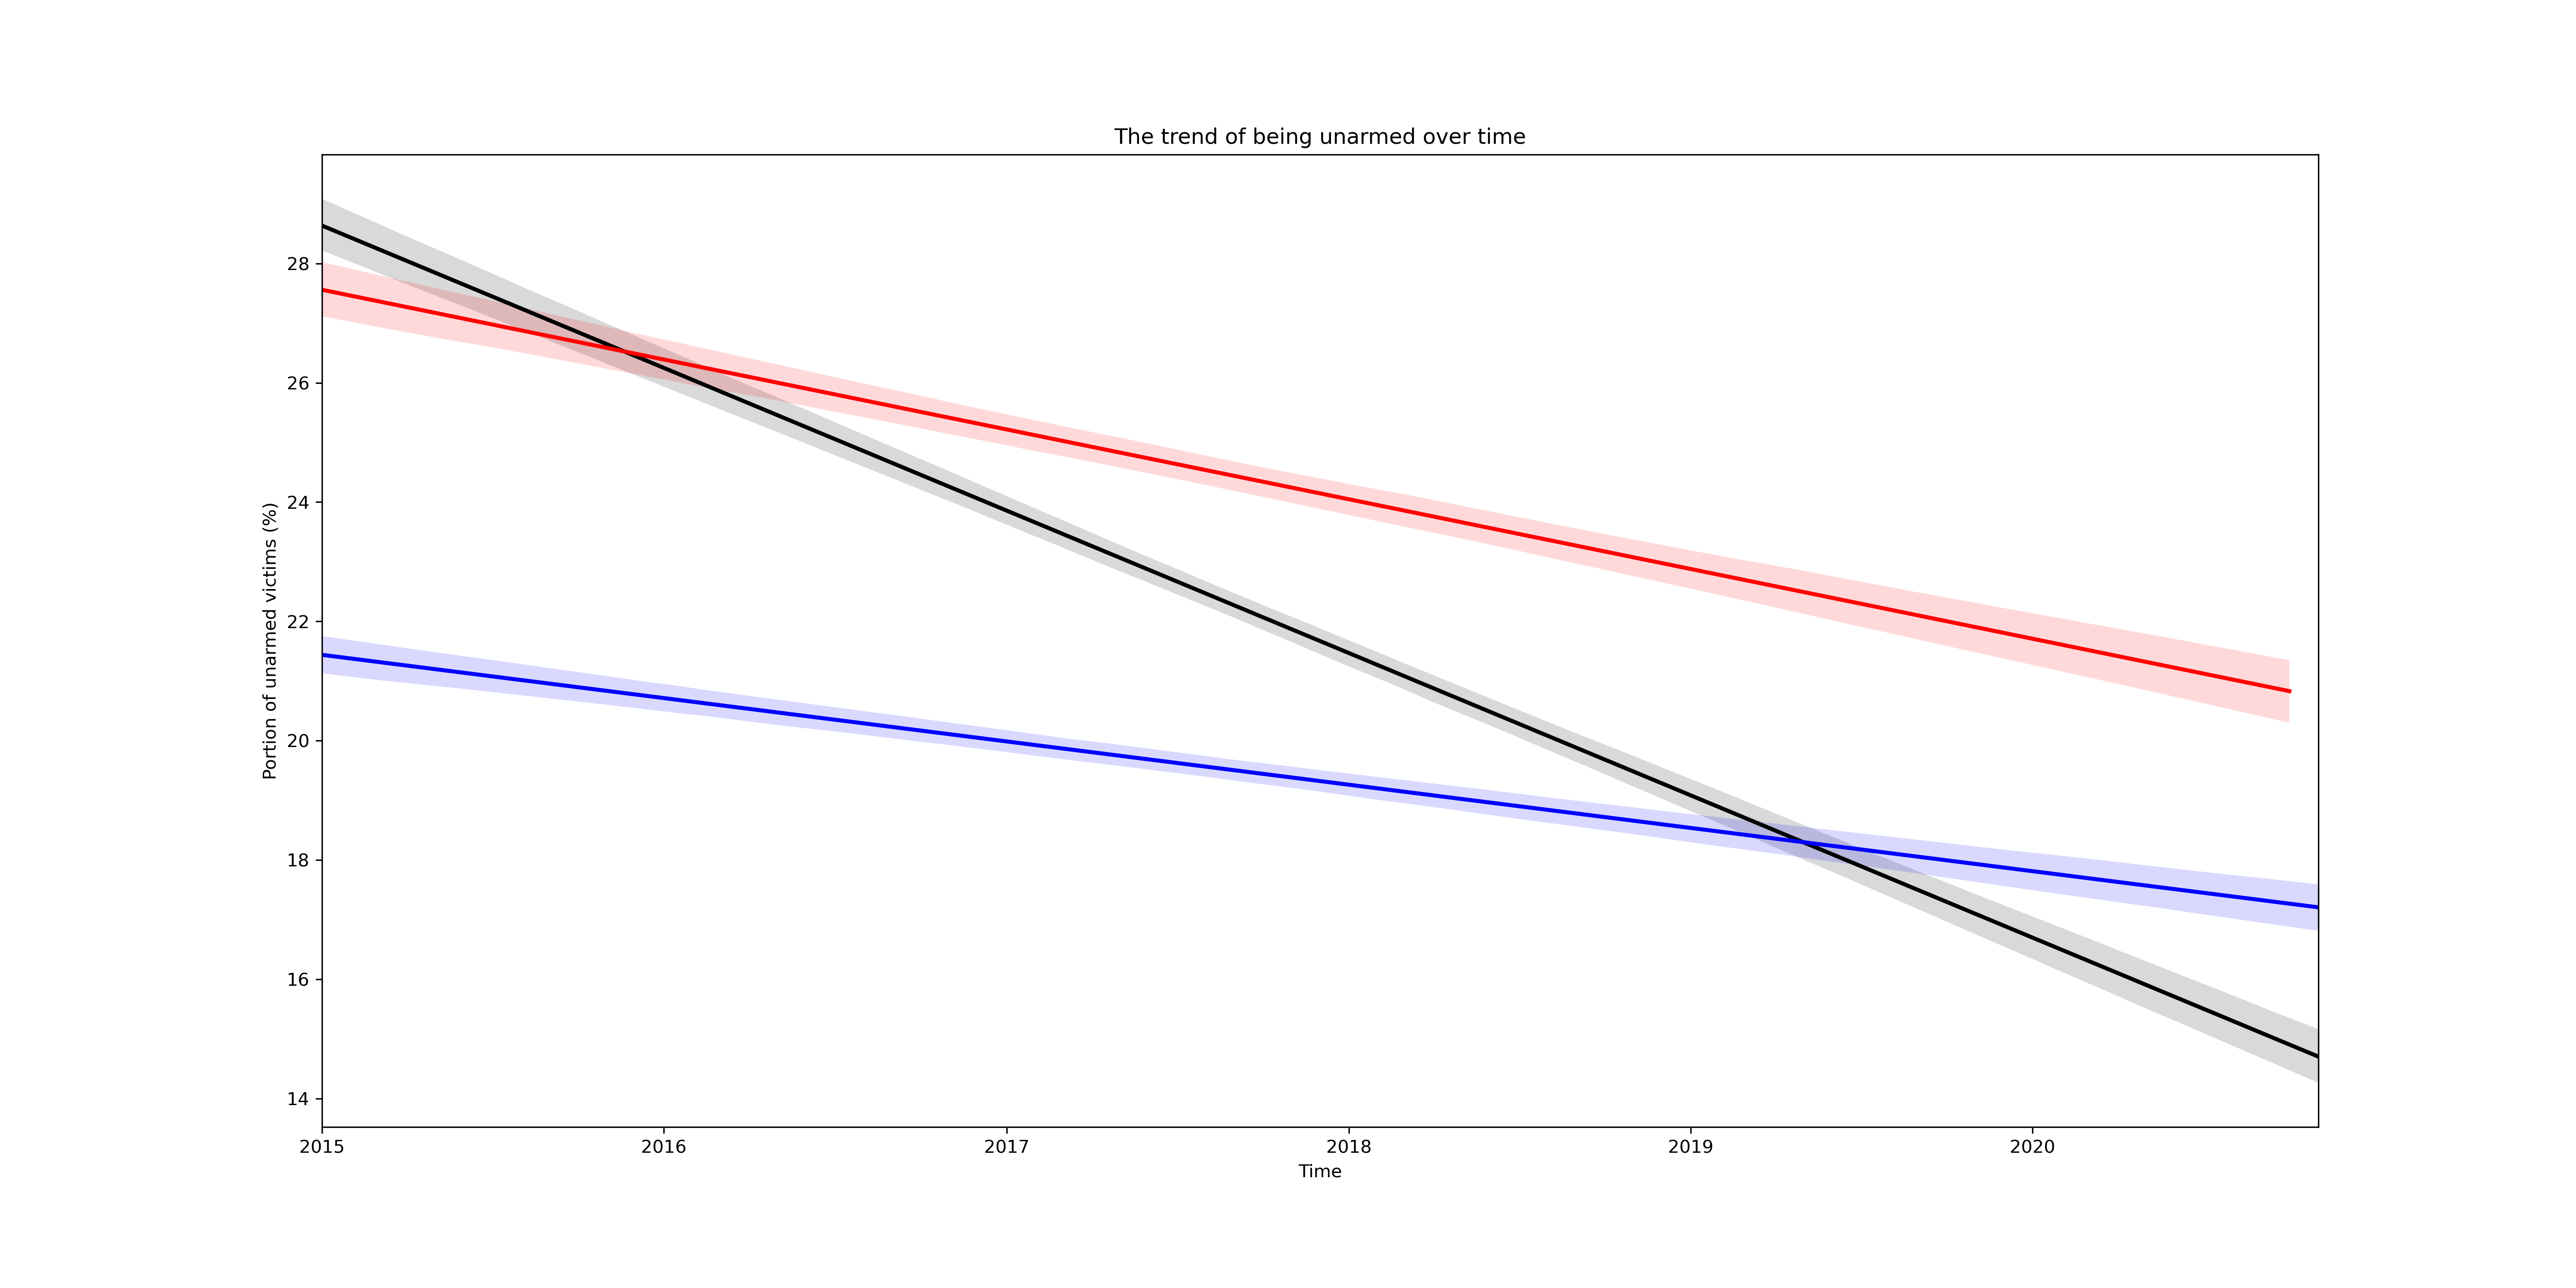 The trend of being unarmed over time
Portion of unarmed victims (%)
28
26
24
22
20
18
16
14
2015 2016 2017 2018 2019 2020
Time